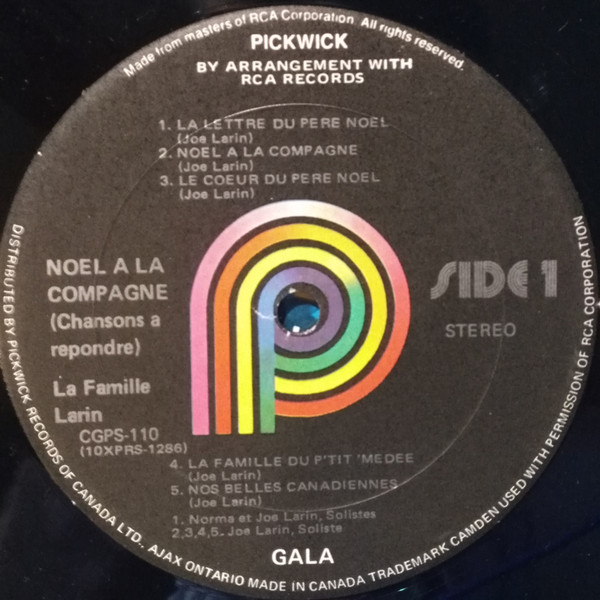 Made from masters of RCA Corporation. All rights reserved.
PICKWICK
BY ARRANGEMENT WITH
RCA RECORDS
1. LA LETTRE DU PERE NOEL
(Joe Larin)
2. NOEL A LA COMPAGNE
(Joe Larin)
3. LE COEUR DU PERE NOEL
(Joe Larin)
NOEL A LA
COMPAGNE
(Chansons a
repondre)
La Famille
Larin
CGPS-110
(10XPRS-1286)
SIDE 1
STEREO
4. LA FAMILLE DU P'TIT 'MEDEE
(Joe Larin)
5. NOS BELLES CANADIENNES
(Joe Larin)
1. Norma et Joe Larin, Solistes
2,3,4,5. Joe Larin, Soliste
GALA
DISTRIBUTED BY PICKWICK RECORDS OF CANADA LTD., AJAX ONTARIO MADE IN CANADA TRADEMARK CAMDEN USED WITH PERMISSION OF RCA CORPORATION